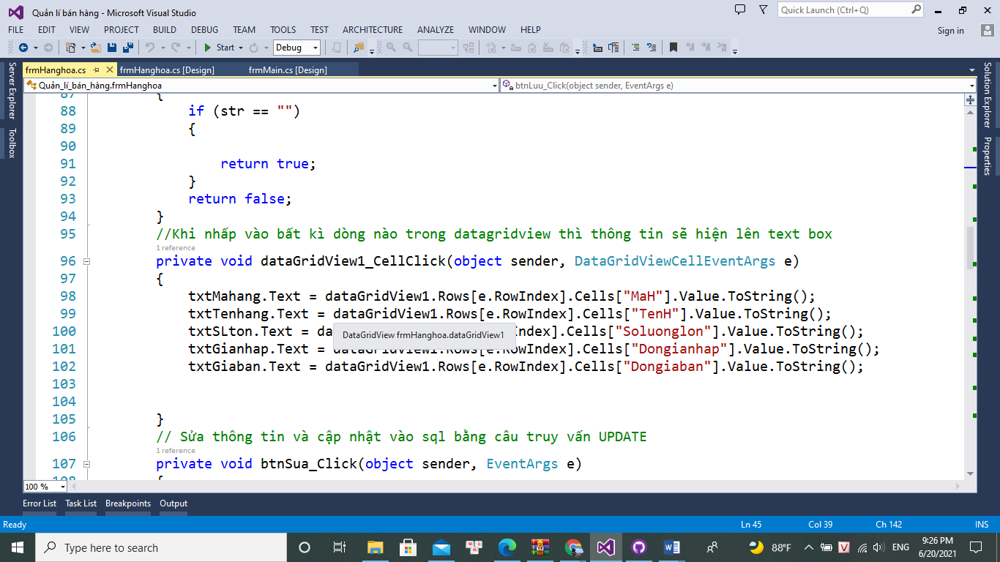 Quản lí bán hàng - Microsoft Visual Studio
Quick Launch (Ctrl+Q)
FILE EDIT VIEW PROJECT BUILD DEBUG TEAM TOOLS TEST ARCHITECTURE ANALYZE WINDOW HELP
Sign in
Start Debug
Server Explorer
Toolbox
Solution Explorer
Properties
frmHanghoa.cs frmHanghoa.cs [Design] frmMain.cs [Design]
Quản_lí_bán_hàng.frmHanghoa btnLuu_Click(object sender, EventArgs e)
87 {
88 if (str == "")
89 {
90
91 return true;
92 }
93 return false;
94 }
95 //Khi nhấp vào bất kì dòng nào trong datagridview thì thông tin sẽ hiện lên text box
1 reference
96 private void dataGridView1_CellClick(object sender, DataGridViewCellEventArgs e)
97 {
98 txtMahang.Text = dataGridView1.Rows[e.RowIndex].Cells["MaH"].Value.ToString();
99 txtTenhang.Text = dataGridView1.Rows[e.RowIndex].Cells["TenH"].Value.ToString();
DataGridView frmHanghoa.dataGridView1
100 txtSLton.Text = da Index].Cells["Soluonglon"].Value.ToString();
101 txtGianhap.Text = dataGridView1.Rows[e.RowIndex].Cells["Dongianhap"].Value.ToString();
102 txtGiaban.Text = dataGridView1.Rows[e.RowIndex].Cells["Dongiaban"].Value.ToString();
103
104
105 }
106 // Sửa thông tin và cập nhật vào sql bằng câu truy vấn UPDATE
1 reference
107 private void btnSua_Click(object sender, EventArgs e)
108 {
100 %
Error List Task List Breakpoints Output
Ready Ln 45 Col 39 Ch 142 INS
Type here to search
88°F ENG 9:26 PM
6/20/2021